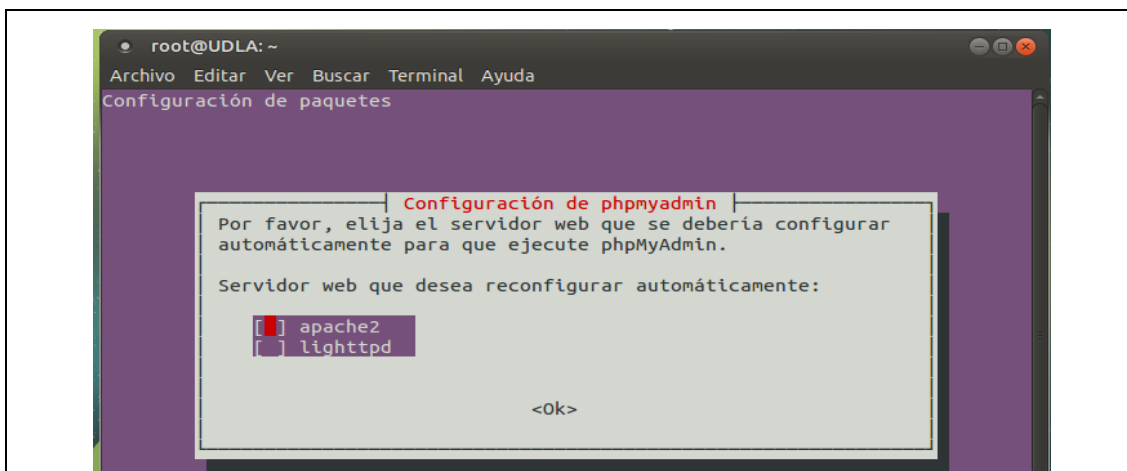 root@UDLA: ~
Archivo Editar Ver Buscar Terminal Ayuda
Configuración de paquetes
Configuración de phpmyadmin
Por favor, elija el servidor web que se debería configurar
automáticamente para que ejecute phpMyAdmin.
Servidor web que desea reconfigurar automáticamente:
[ ] apache2
[ ] lighttpd
<Ok>